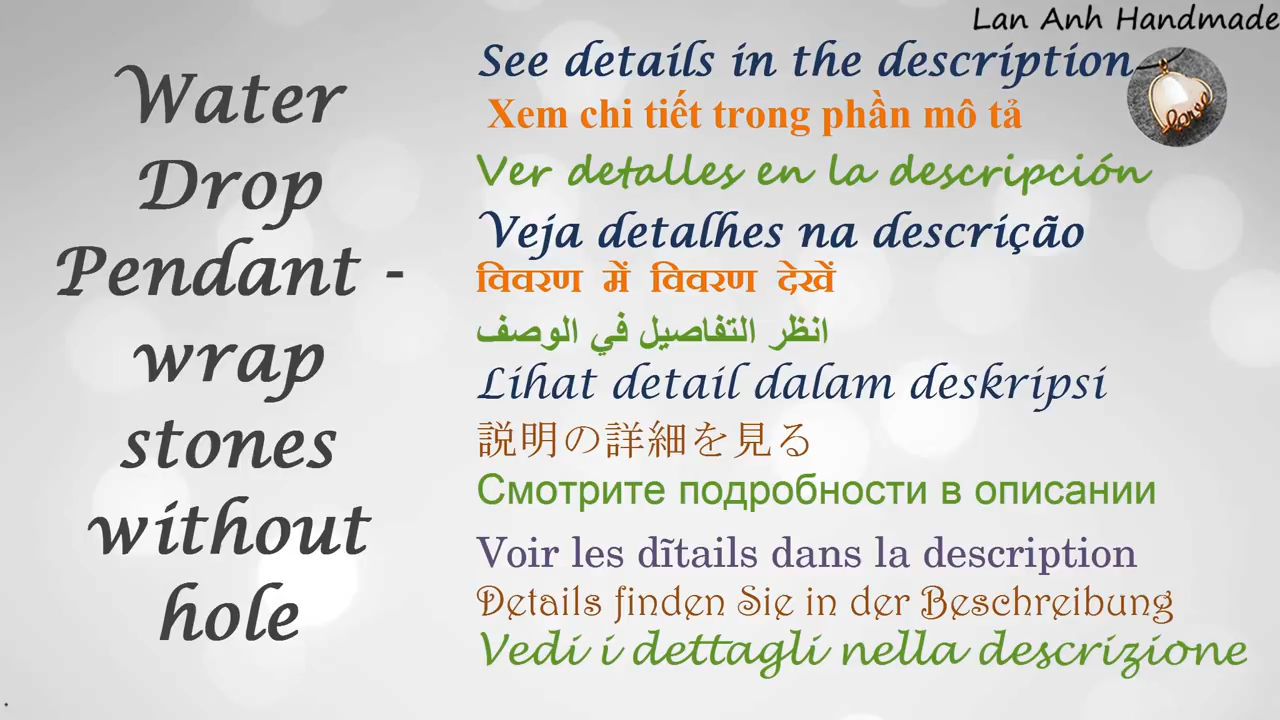 Lan Anh Handmade
Water
Drop
Pendant -
wrap
stones
without
hole
See details in the description
Xem chi tiết trong phần mô tả
Ver detalles en la descripción
Veja detalhes na descrição
विवरण में विवरण देखें
انظر التفاصيل في الوصف
Lihat detail dalam deskripsi
説明の詳細を見る
Смотрите подробности в описании
Voir les dĩtails dans la description
Details finden Sie in der Beschreibung
Vedi i dettagli nella descrizione
love